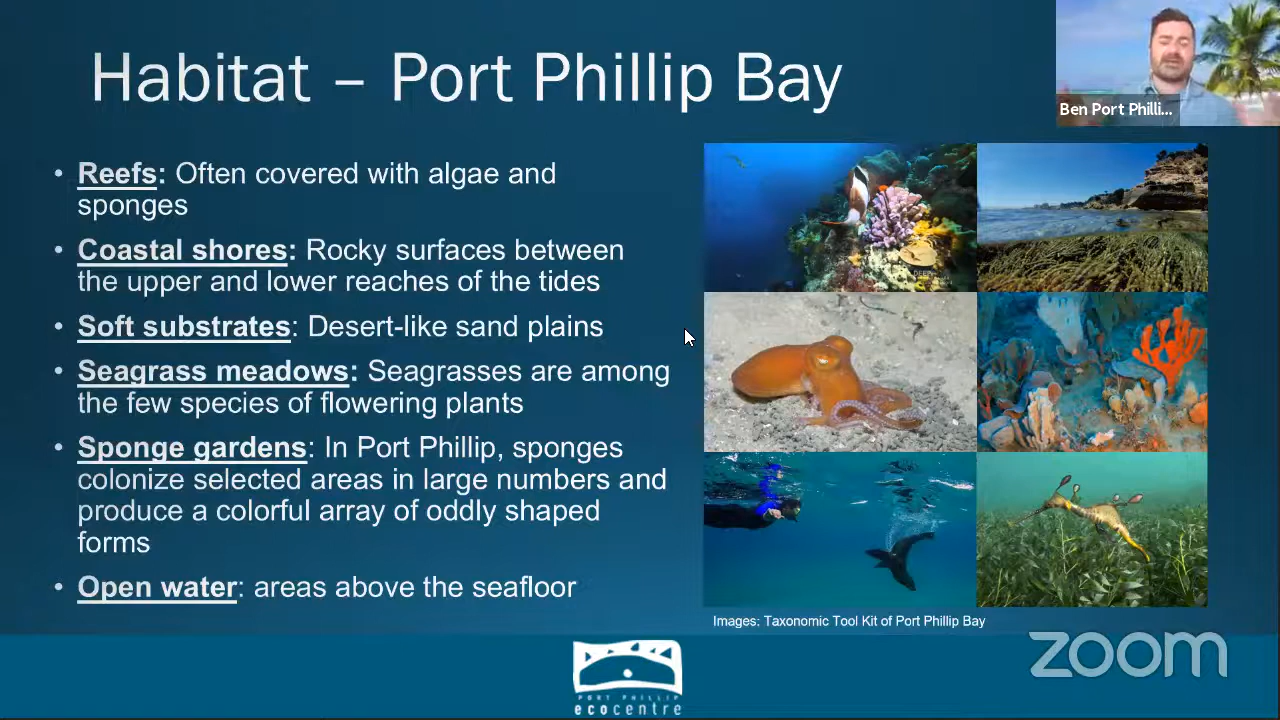 Habitat – Port Phillip Bay
Ben Port Philli...
• Reefs: Often covered with algae and
sponges
• Coastal shores: Rocky surfaces between
the upper and lower reaches of the tides
• Soft substrates: Desert-like sand plains
• Seagrass meadows: Seagrasses are among
the few species of flowering plants
• Sponge gardens: In Port Phillip, sponges
colonize selected areas in large numbers and
produce a colorful array of oddly shaped
forms
• Open water: areas above the seafloor
Images: Taxonomic Tool Kit of Port Phillip Bay
PORT PHILLIP
ecocentre
zoom